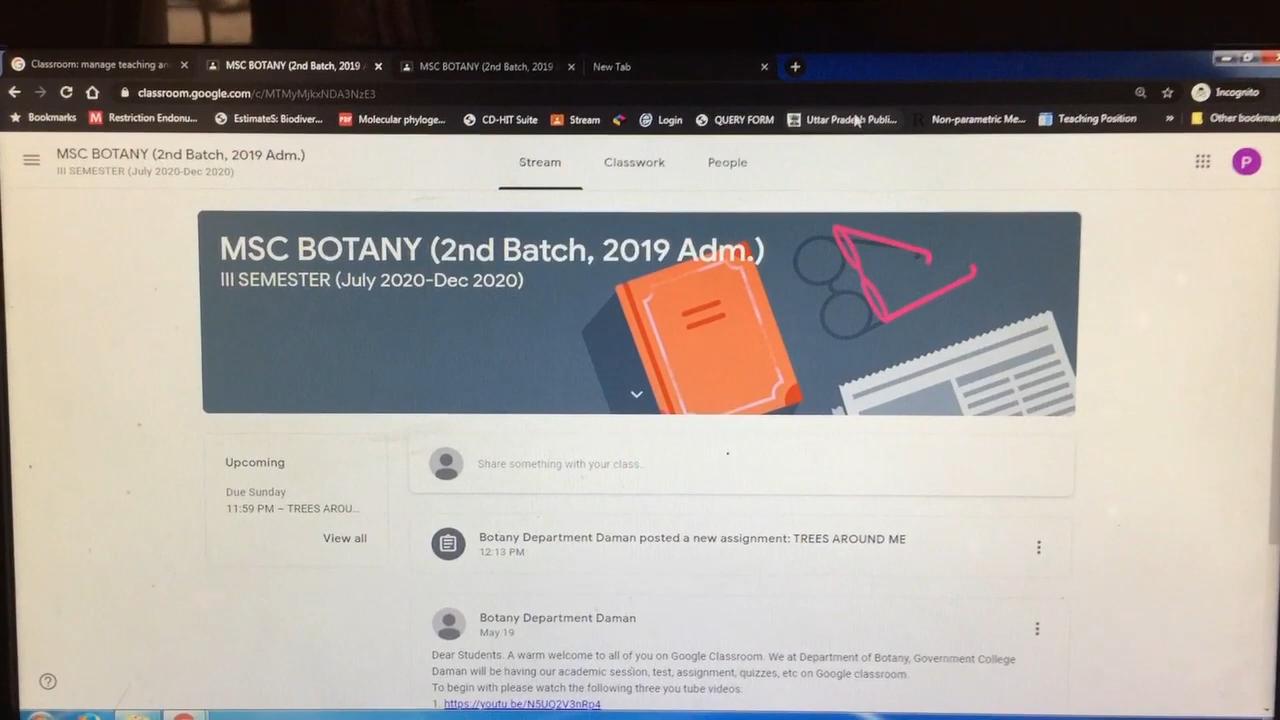 Classroom: manage teaching an
MSC BOTANY (2nd Batch, 2019
MSC BOTANY (2nd Batch, 2019
New Tab
classroom.google.com/c/MTMyMjkxNDA3NzE3
Incognito
Bookmarks
Restriction Endonu...
EstimateS: Biodiver...
Molecular phyloge...
CD-HIT Suite
Stream
Login
QUERY FORM
Uttar Pradesh Publi...
Non-parametric Me...
Teaching Position
Other bookmar
MSC BOTANY (2nd Batch, 2019 Adm.)
III SEMESTER (July 2020-Dec 2020)
Stream
Classwork
People
P
MSC BOTANY (2nd Batch, 2019 Adm.)
III SEMESTER (July 2020-Dec 2020)
Upcoming
Due Sunday
11:59 PM – TREES AROU...
View all
Share something with your class...
Botany Department Daman posted a new assignment: TREES AROUND ME
12:13 PM
Botany Department Daman
May 19
Dear Students. A warm welcome to all of you on Google Classroom. We at Department of Botany, Government College
Daman will be having our academic session, test, assignment, quizzes, etc on Google classroom.
To begin with please watch the following three you tube videos:
1. https://youtu.be/N5UO2V3nRp4